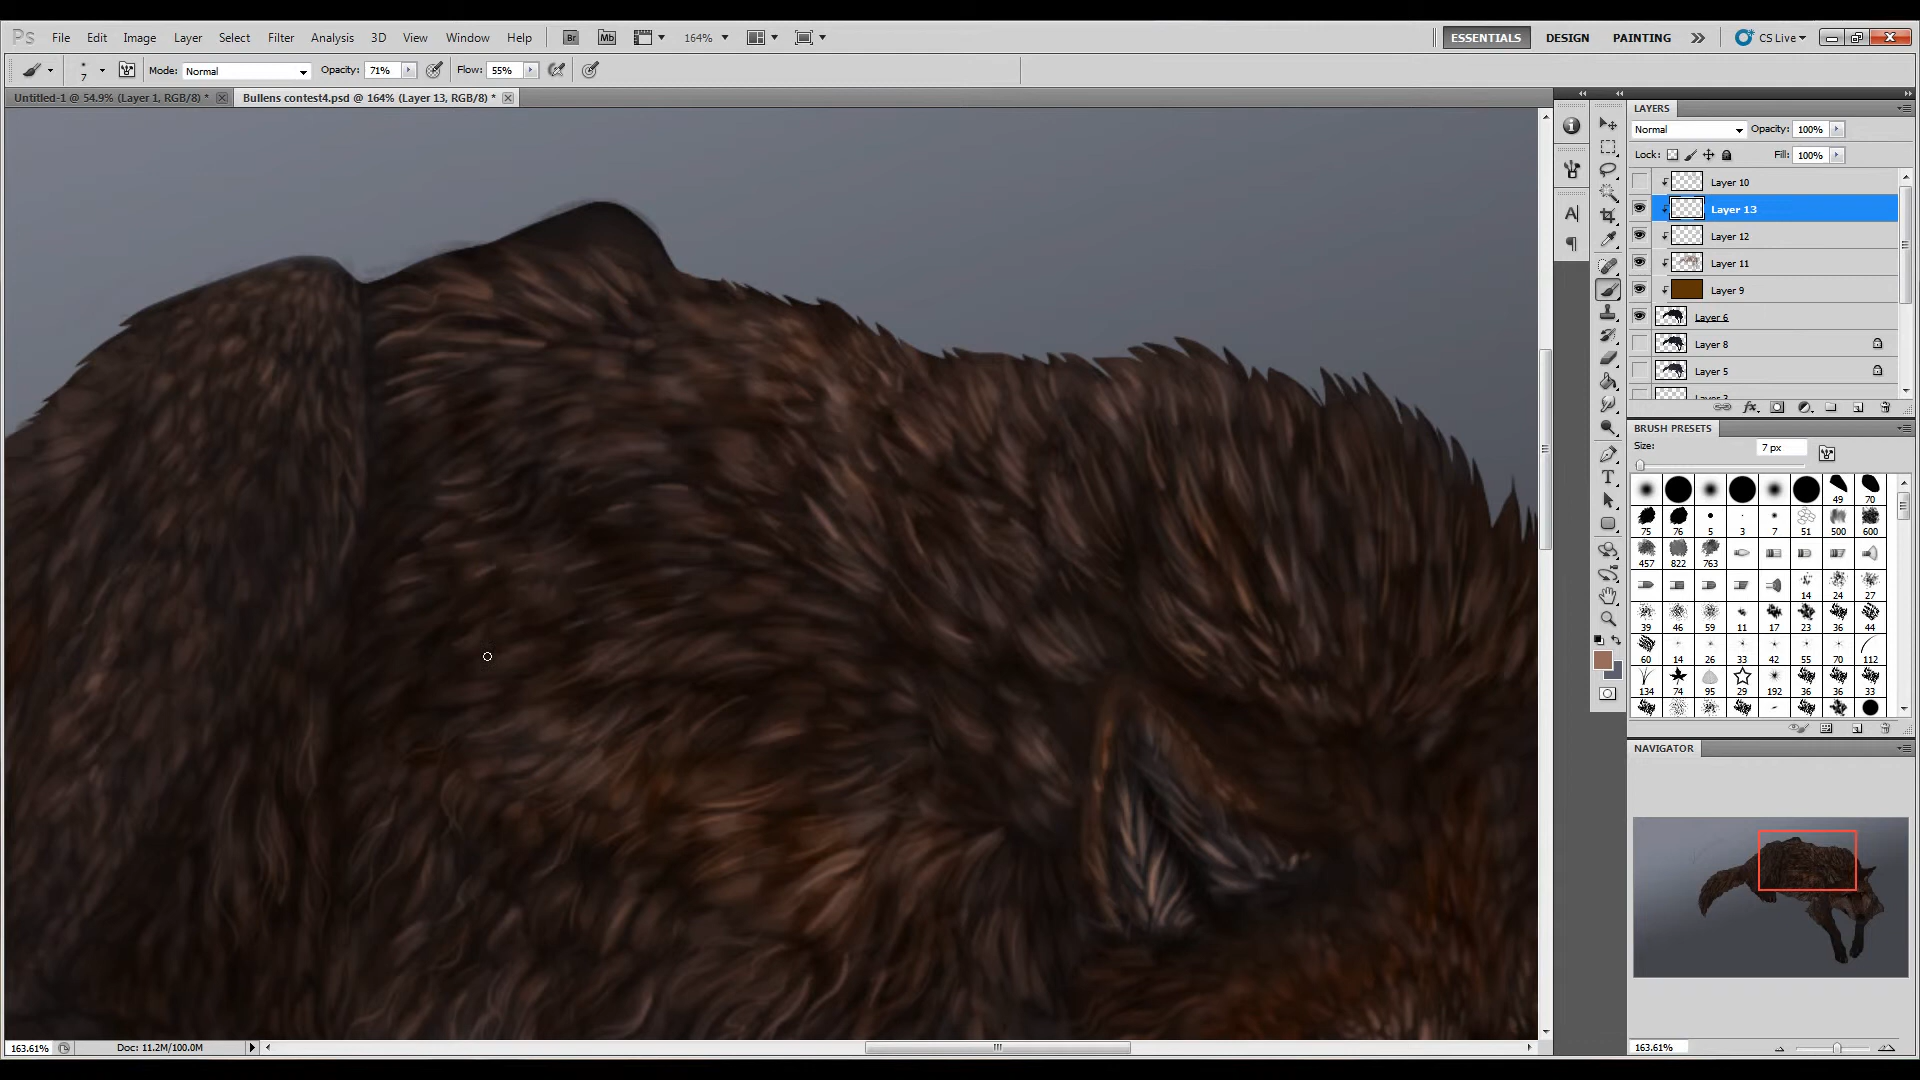 Ps File Edit Image Layer Select Filter Analysis 3D View Window Help Br Mb 164% ESSENTIALS DESIGN PAINTING CS Live
7 Mode: Normal Opacity: 71% Flow: 55%
Untitled-1 @ 54.9% (Layer 1, RGB/8) * Bullens contest4.psd @ 164% (Layer 13, RGB/8) *
LAYERS
Normal Opacity: 100%
Lock: Fill: 100%
Layer 10
Layer 13
Layer 12
Layer 11
Layer 9
Layer 6
Layer 8
Layer 5
BRUSH PRESETS
Size: 7 px
49 70
75 76 5 3 7 51 500 600
457 822 763
14 24 27
39 46 59 11 17 23 36 44
60 14 26 33 42 55 70 112
134 74 95 29 192 36 36 33
NAVIGATOR
163.61% Doc: 11.2M/100.0M
163.61%